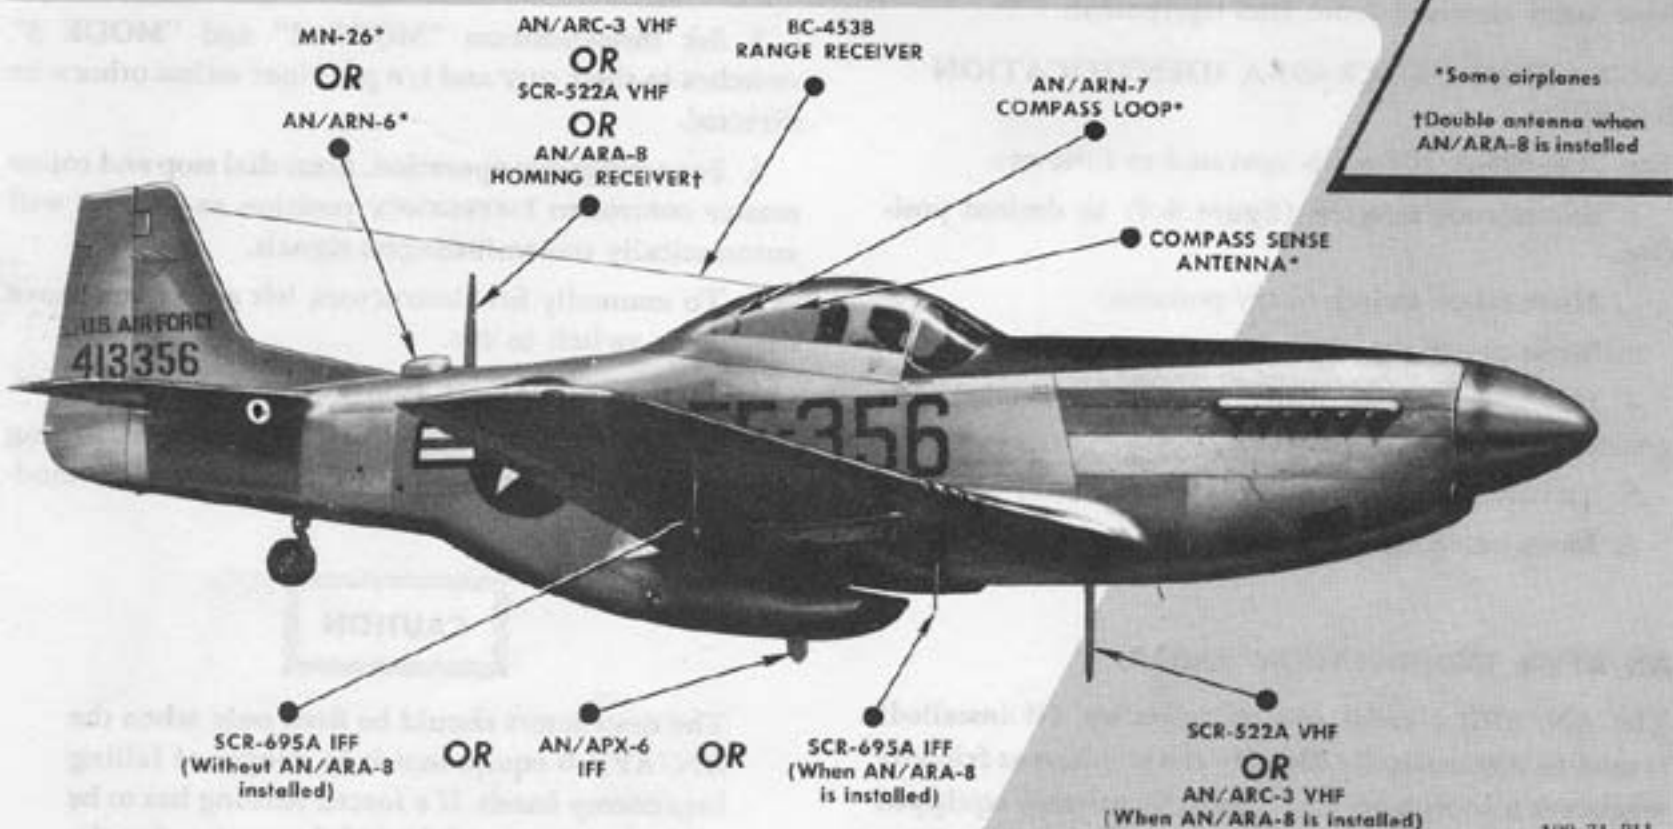 MN-26*
OR
AN/ARN-6*
AN/ARC-3 VHF
OR
SCR-522A VHF
OR
AN/ARA-8
HOMING RECEIVER†
BC-453B
RANGE RECEIVER
AN/ARN-7
COMPASS LOOP*
COMPASS SENSE
ANTENNA*
*Some airplanes
†Double antenna when
AN/ARA-8 is installed
U.S. AIR FORCE
413356
-356
SCR-695A IFF
(Without AN/ARA-8
installed)
OR
AN/APX-6
IFF
OR
SCR-695A IFF
(When AN/ARA-8
is installed)
SCR-522A VHF
OR
AN/ARC-3 VHF
(When AN/ARA-8 is installed)